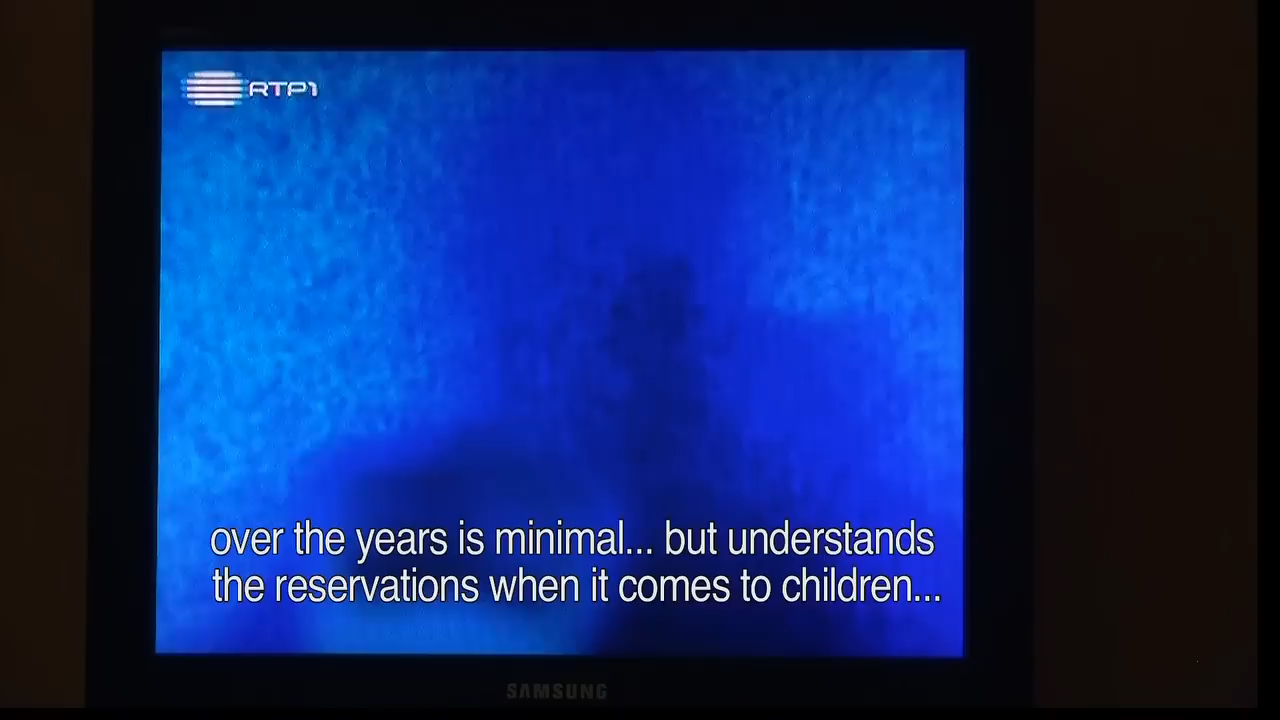 RTP1
over the years is minimal... but understands
the reservations when it comes to children...
SAMSUNG